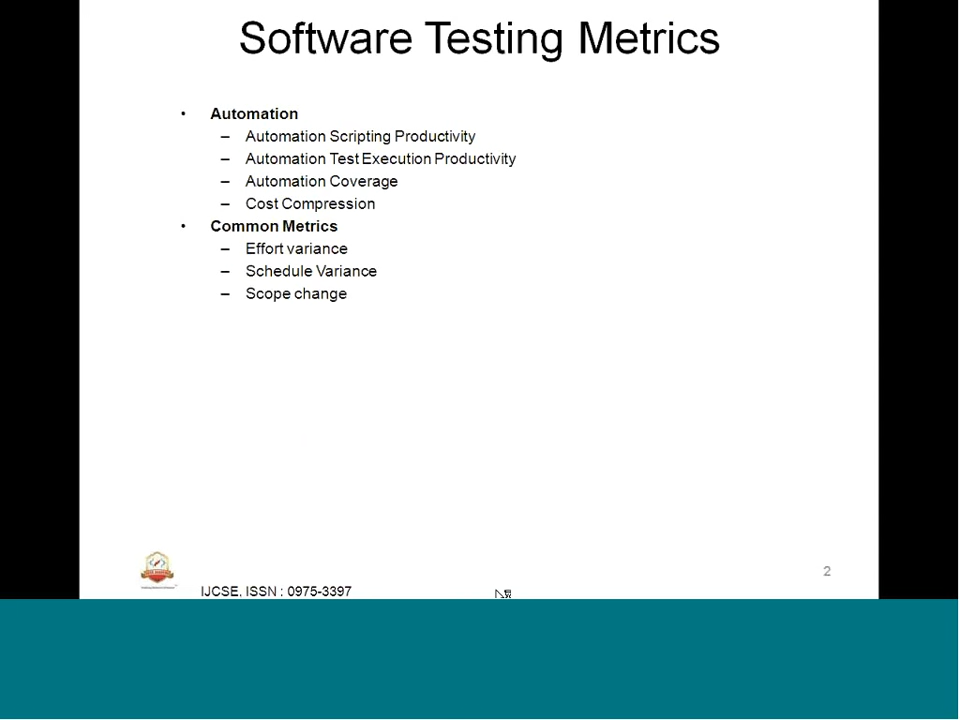 Software Testing Metrics
• Automation
– Automation Scripting Productivity
– Automation Test Execution Productivity
– Automation Coverage
– Cost Compression
• Common Metrics
– Effort variance
– Schedule Variance
– Scope change
2
IJCSE, ISSN : 0975-3397